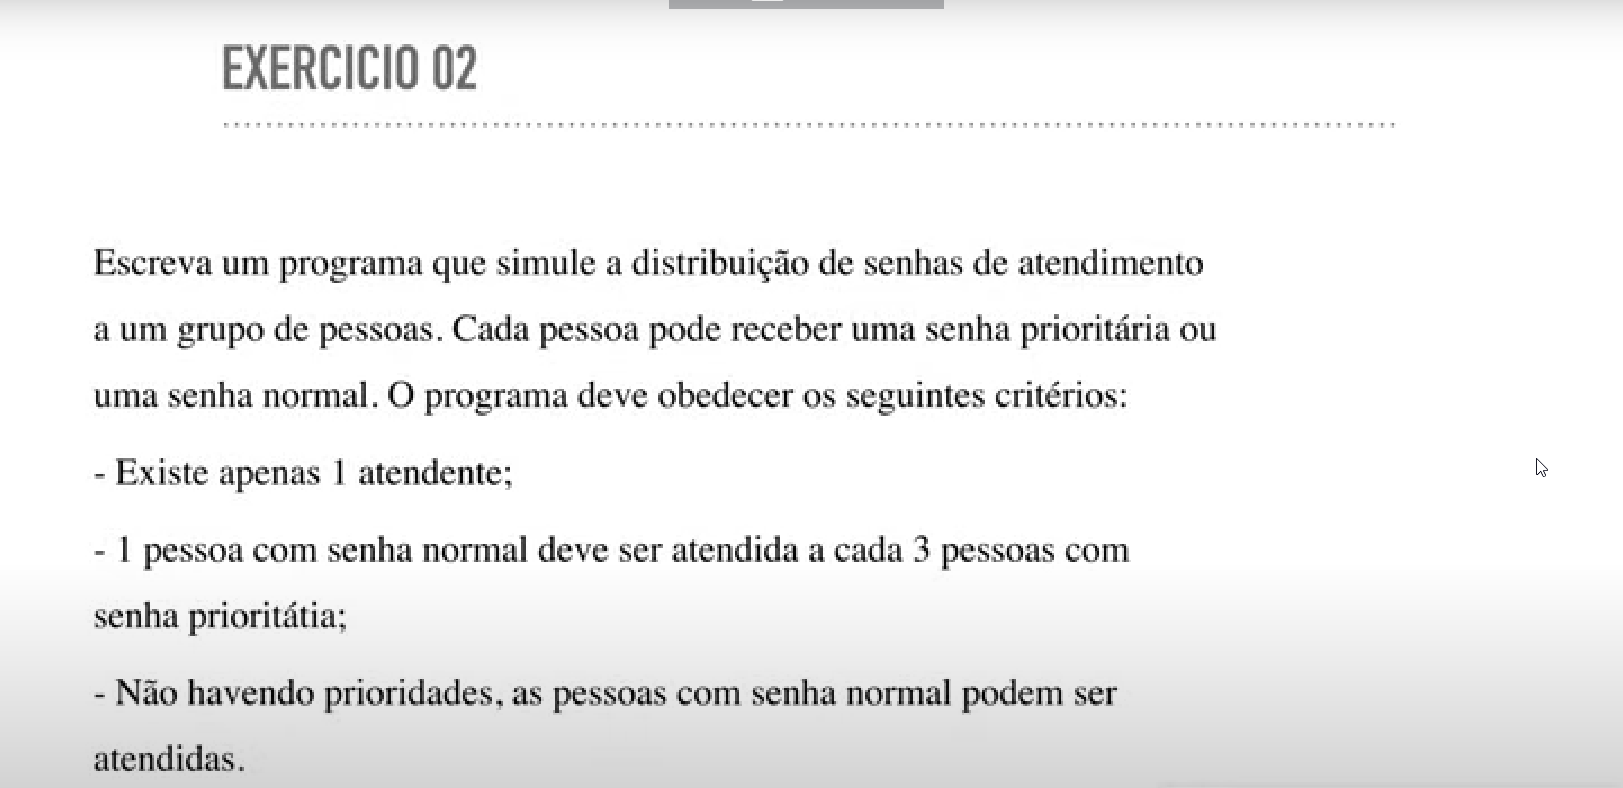 EXERCICIO 02
Escreva um programa que simule a distribuição de senhas de atendimento
a um grupo de pessoas. Cada pessoa pode receber uma senha prioritária ou
uma senha normal. O programa deve obedecer os seguintes critérios:
- Existe apenas 1 atendente;
- 1 pessoa com senha normal deve ser atendida a cada 3 pessoas com
senha prioritátia;
- Não havendo prioridades, as pessoas com senha normal podem ser
atendidas.